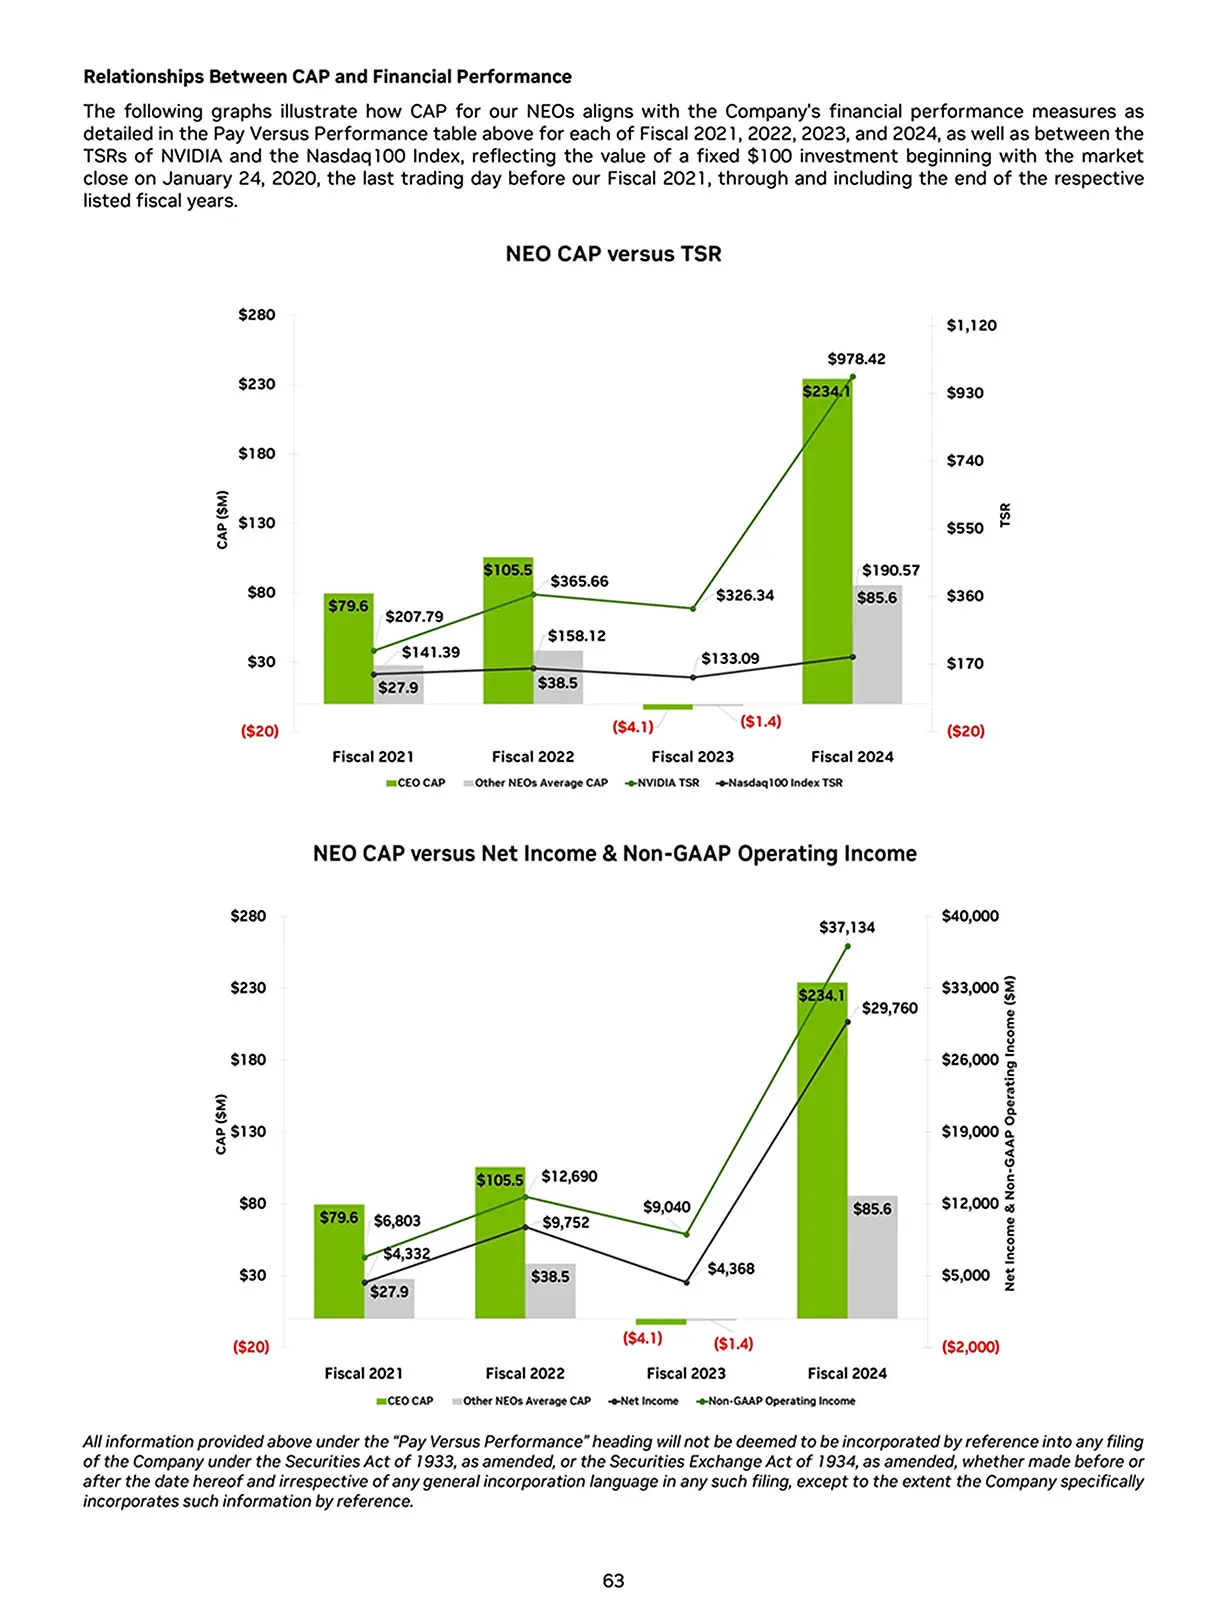 Relationships Between CAP and Financial Performance
The following graphs illustrate how CAP for our NEOs aligns with the Company's financial performance measures as
detailed in the Pay Versus Performance table above for each of Fiscal 2021, 2022, 2023, and 2024, as well as between the
TSRs of NVIDIA and the Nasdaq100 Index, reflecting the value of a fixed $100 investment beginning with the market
close on January 24, 2020, the last trading day before our Fiscal 2021, through and including the end of the respective
listed fiscal years.
NEO CAP versus TSR
$280
$230
$180
$130
$80
$30
($20)
CAP ($M)
$1,120
$930
$740
$550
$360
$170
($20)
TSR
$79.6
$207.79
$141.39
$27.9
$105.5
$365.66
$158.12
$38.5
$326.34
$133.09
($4.1)
($1.4)
$978.42
$234.1
$190.57
$85.6
Fiscal 2021
Fiscal 2022
Fiscal 2023
Fiscal 2024
CEO CAP
Other NEOs Average CAP
NVIDIA TSR
Nasdaq100 Index TSR
NEO CAP versus Net Income & Non-GAAP Operating Income
$280
$230
$180
$130
$80
$30
($20)
CAP ($M)
$40,000
$33,000
$26,000
$19,000
$12,000
$5,000
($2,000)
Net Income & Non-GAAP Operating Income ($M)
$79.6
$6,803
$4,332
$27.9
$105.5
$12,690
$9,752
$38.5
$9,040
$4,368
($4.1)
($1.4)
$37,134
$234.1
$29,760
$85.6
Fiscal 2021
Fiscal 2022
Fiscal 2023
Fiscal 2024
CEO CAP
Other NEOs Average CAP
Net Income
Non-GAAP Operating Income
All information provided above under the “Pay Versus Performance” heading will not be deemed to be incorporated by reference into any filing
of the Company under the Securities Act of 1933, as amended, or the Securities Exchange Act of 1934, as amended, whether made before or
after the date hereof and irrespective of any general incorporation language in any such filing, except to the extent the Company specifically
incorporates such information by reference.
63